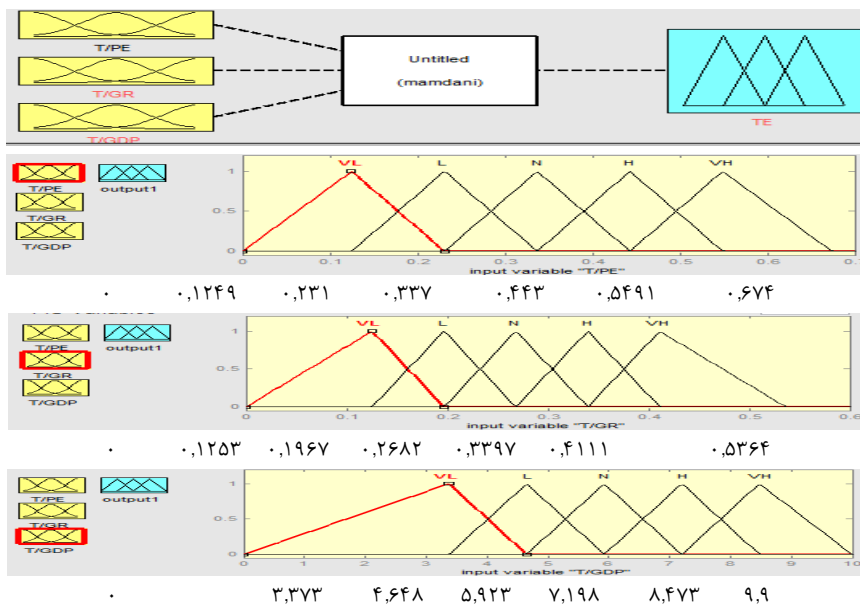 T/PE
Untitled
T/GR
(mamdani)
T/GDP
TE
VL L N H VH
1
T/PE output1
0.5
T/GR
0
T/GDP
0 0.1 0.2 0.3 0.4 0.5 0.6 0.7
input variable "T/PE"
۰ ۰,۱۲۴۹ ۰,۲۳۱ ۰,۳۳۷ ۰,۴۴۳ ۰,۵۴۹۱ ۰,۶۷۴
VL L N H VH
1
T/PE output1
0.5
T/GR
0
T/GDP
0 0.1 0.2 0.3 0.4 0.5 0.6
input variable "T/GR"
۰ ۰,۱۲۵۳ ۰,۱۹۶۷ ۰,۲۶۸۲ ۰,۳۳۹۷ ۰,۴۱۱۱ ۰,۵۳۶۴
VL L N H VH
1
T/PE output1
0.5
T/GR
0
T/GDP
0 1 2 3 4 5 6 7 8 9 10
input variable "T/GDP"
۰ ۳,۳۷۳ ۴,۶۴۸ ۵,۹۲۳ ۷,۱۹۸ ۸,۴۷۳ ۹,۹